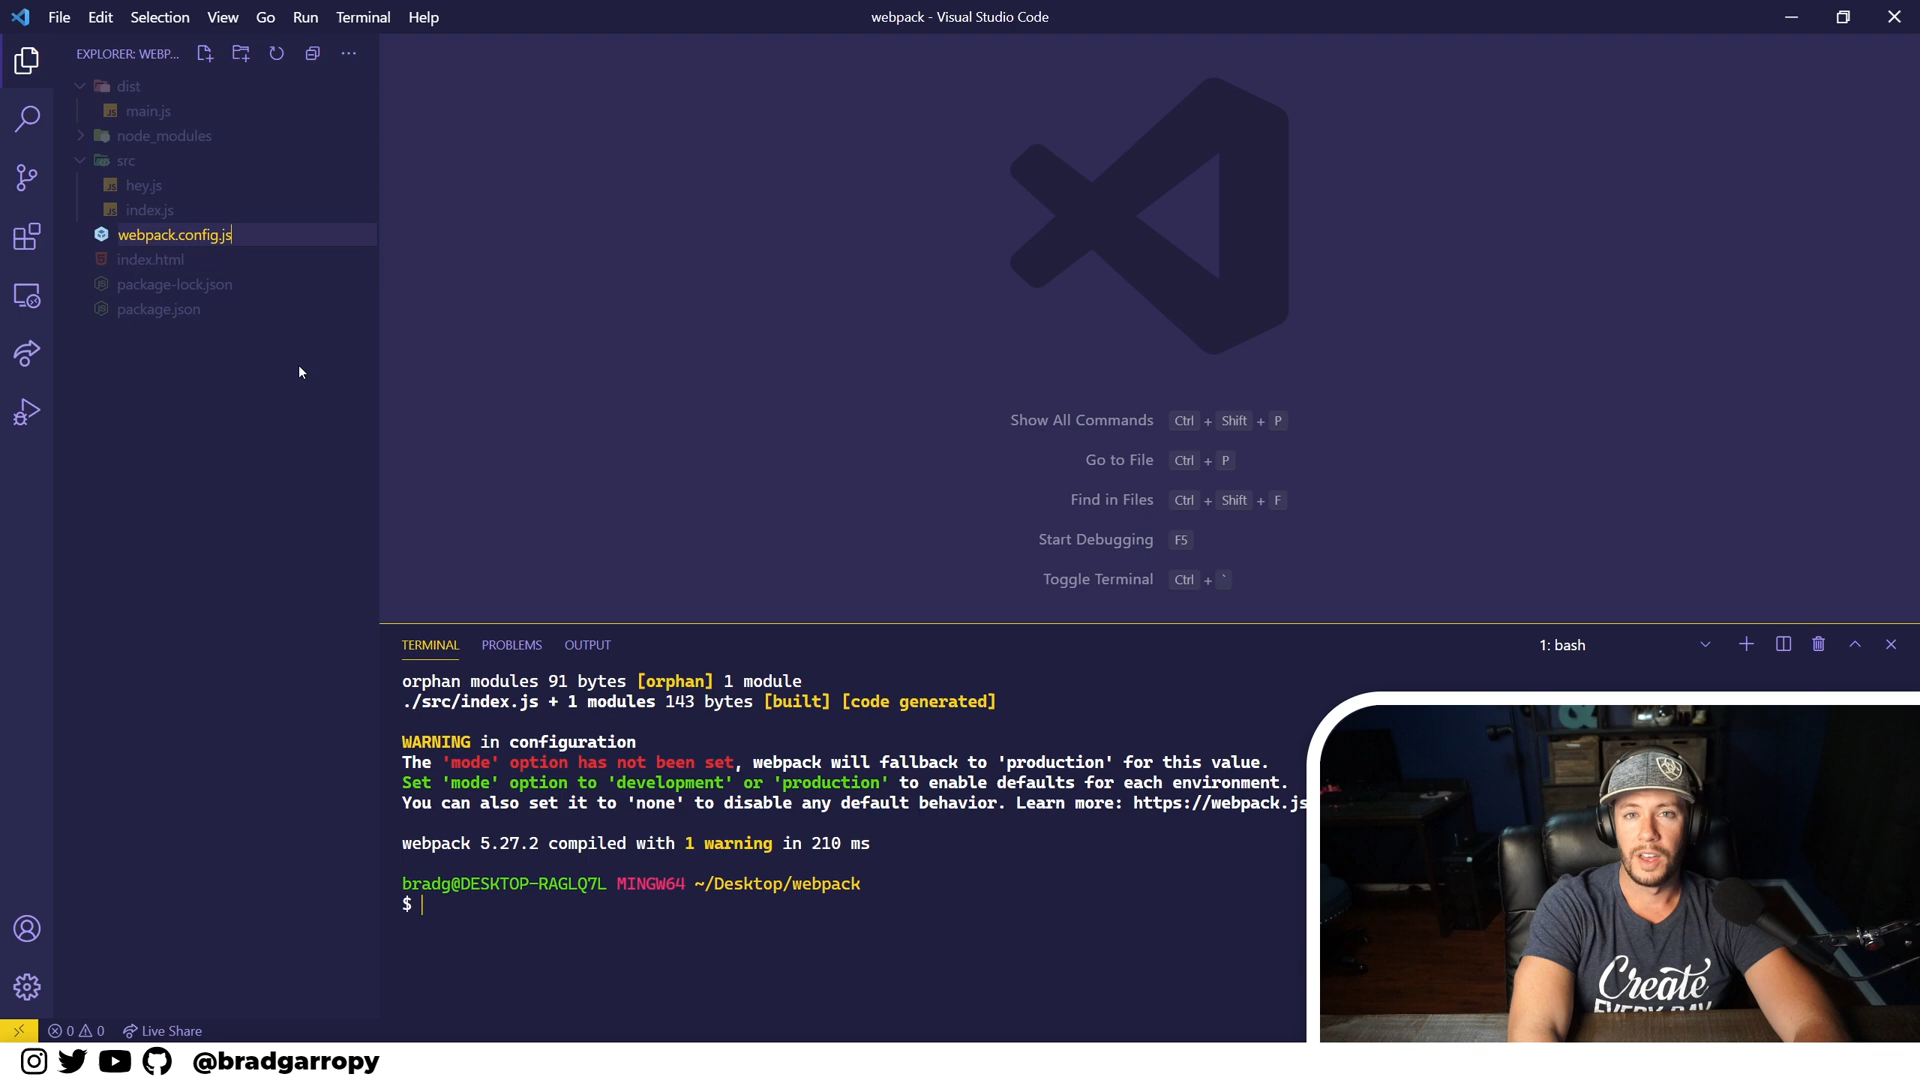 File Edit Selection View Go Run Terminal Help
webpack - Visual Studio Code
EXPLORER: WEBP...
dist
main.js
node_modules
src
hey.js
index.js
webpack.config.js
index.html
package-lock.json
package.json
Show All Commands Ctrl + Shift + P
Go to File Ctrl + P
Find in Files Ctrl + Shift + F
Start Debugging F5
Toggle Terminal Ctrl + `
TERMINAL PROBLEMS OUTPUT
1: bash
orphan modules 91 bytes [orphan] 1 module
./src/index.js + 1 modules 143 bytes [built] [code generated]
WARNING in configuration
The 'mode' option has not been set, webpack will fallback to 'production' for this value.
Set 'mode' option to 'development' or 'production' to enable defaults for each environment.
You can also set it to 'none' to disable any default behavior. Learn more: https://webpack.js
webpack 5.27.2 compiled with 1 warning in 210 ms
bradg@DESKTOP-RAGLQ7L MINGW64 ~/Desktop/webpack
$
Create
EVERY DAY
0 0 Live Share
@bradgarropy